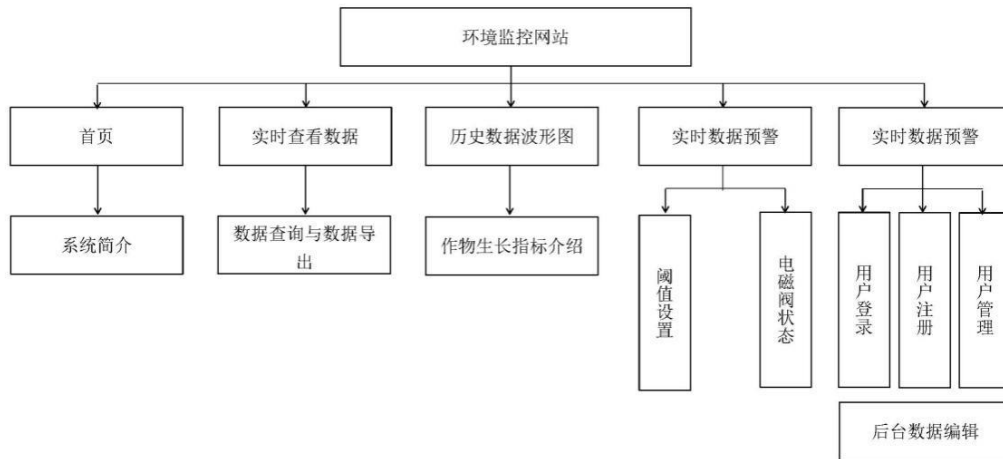 环境监控网站
首页
实时查看数据
历史数据波形图
实时数据预警
实时数据预警
系统简介
数据查询与数据导
出
作物生长指标介绍
阈值设置
电磁阀状态
用户登录
用户注册
用户管理
后台数据编辑